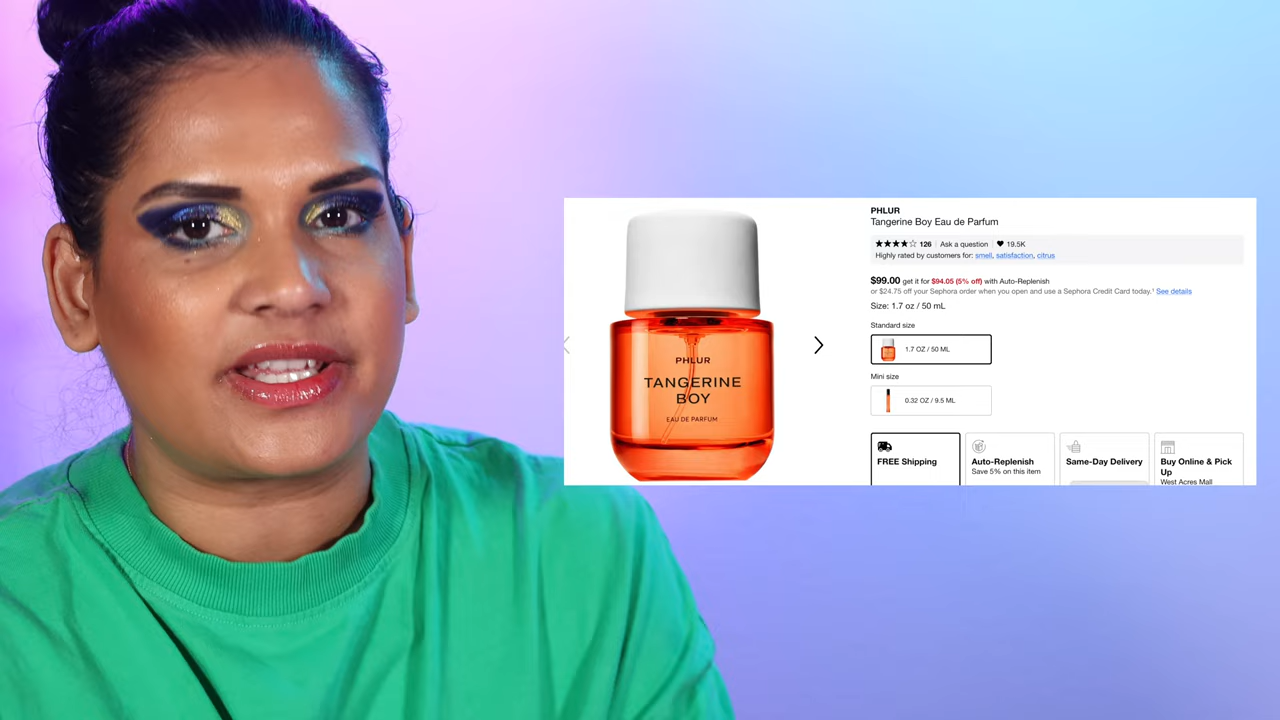 PHLUR
TANGERINE
BOY
EAU DE PARFUM
PHLUR
Tangerine Boy Eau de Parfum
126 Ask a question 19.5K
Highly rated by customers for: smell, satisfaction, citrus
$99.00 get it for $94.05 (5% off) with Auto-Replenish
or $24.75 off your Sephora order when you open and use a Sephora Credit Card today.¹ See details
Size: 1.7 oz / 50 mL
Standard size
1.7 OZ / 50 ML
Mini size
0.32 OZ / 9.5 ML
FREE Shipping
Auto-Replenish
Save 5% on this item
Same-Day Delivery
Buy Online & Pick
Up
West Acres Mall